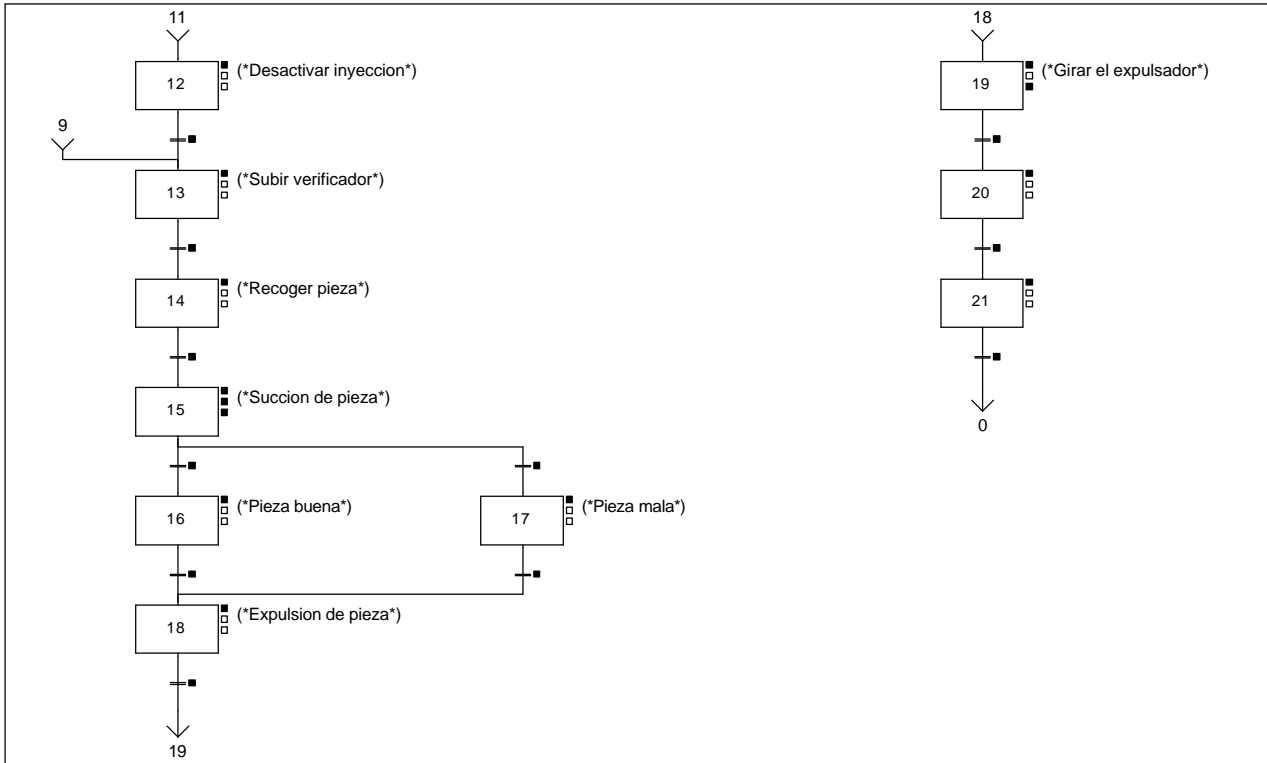 11
12 (*Desactivar inyeccion*)
9
13 (*Subir verificador*)
14 (*Recoger pieza*)
15 (*Succion de pieza*)
16 (*Pieza buena*)
17 (*Pieza mala*)
18 (*Expulsion de pieza*)
19
18
19 (*Girar el expulsador*)
20
21
0